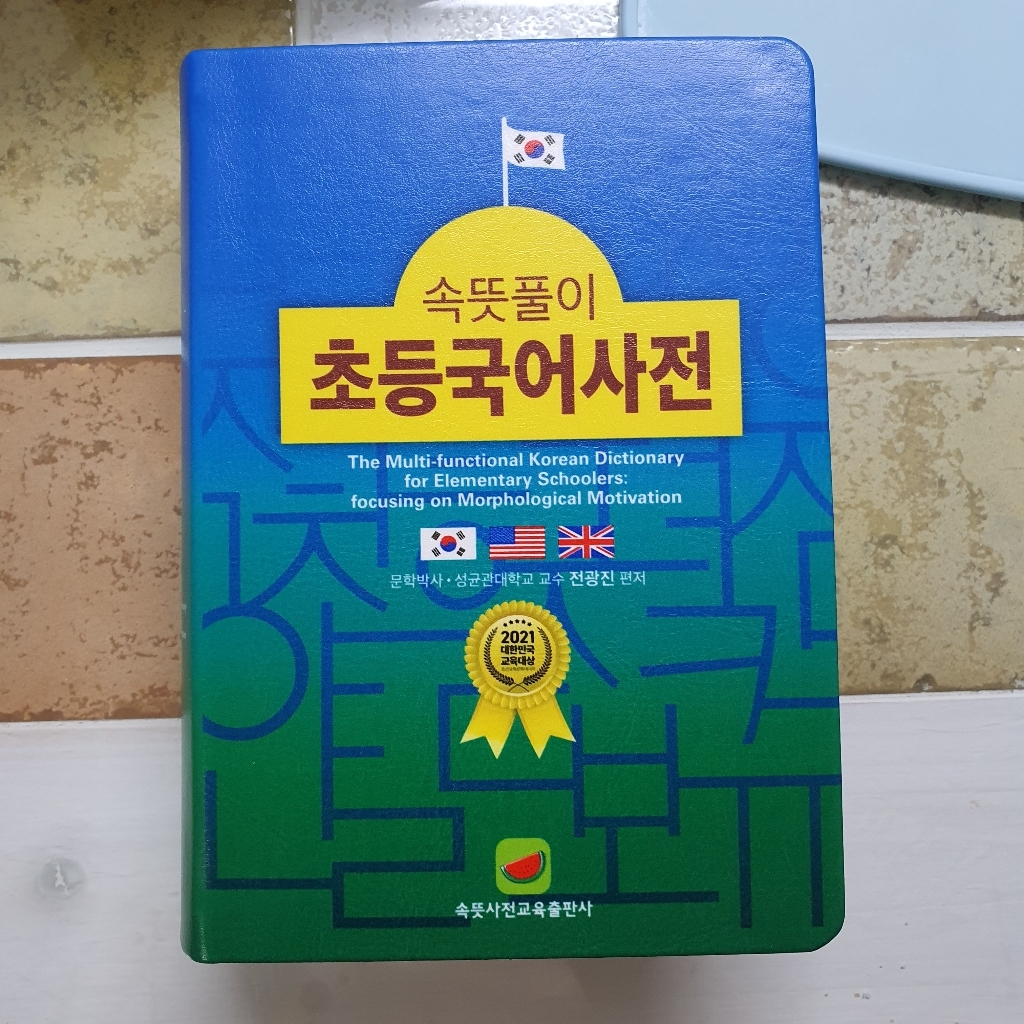 속뜻풀이
초등국어사전
The Multi-functional Korean Dictionary
for Elementary Schoolers:
focusing on Morphological Motivation
문학박사 · 성균관대학교 교수 전광진 편저
2021
대한민국
교육대상
속뜻사전교육출판사